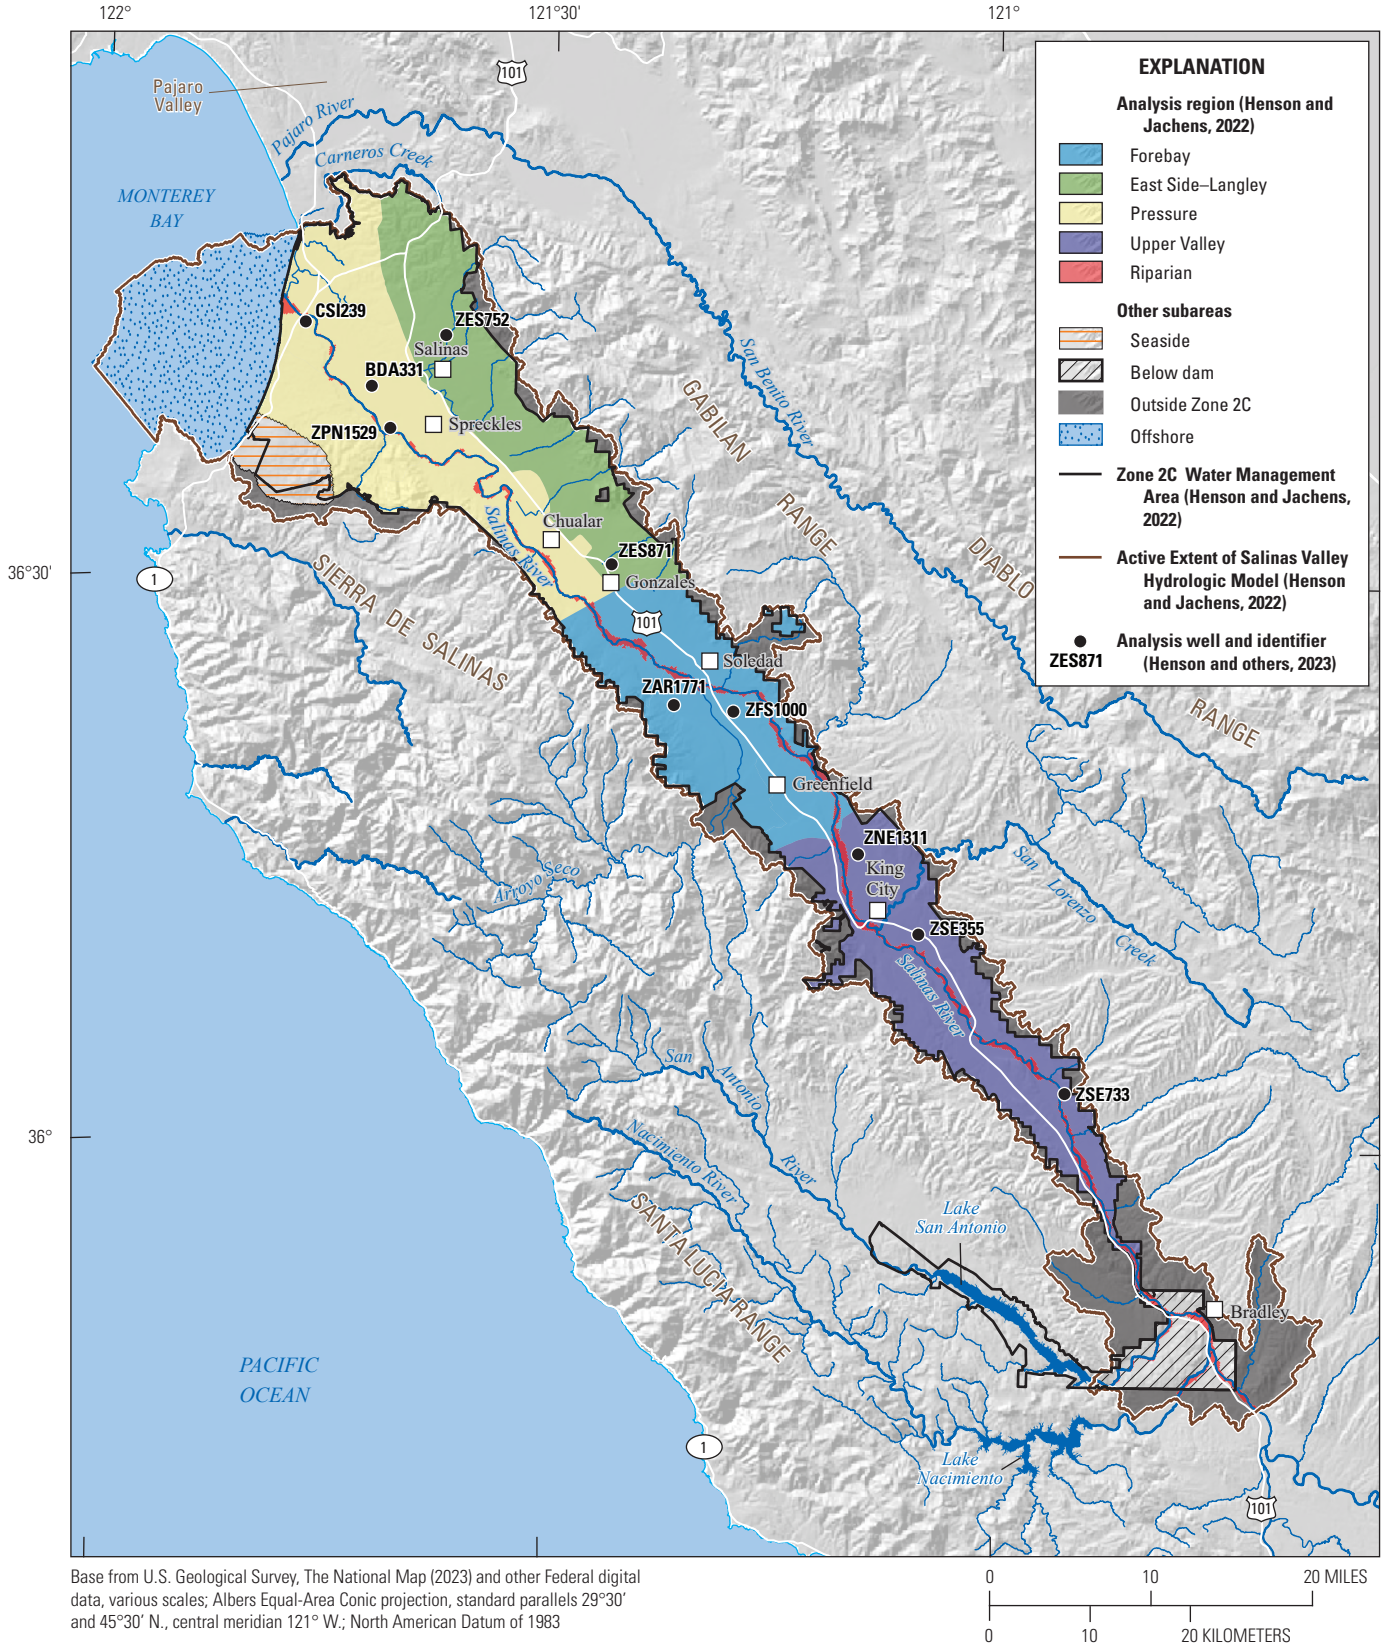 122°
121°30'
121°
101
Pajaro
Valley
Pajaro River
Carneros Creek
MONTEREY
BAY
CSI239
ZES752
Salinas
BDA331
Spreckles
ZPN1529
San Benito River
GABILAN
RANGE
DIABLO
RANGE
Chualar
Salinas River
ZES871
Gonzales
36°30'
1
SIERRA DE SALINAS
101
Soledad
ZAR1771
ZFS1000
Greenfield
ZNE1311
King
City
San Lorenzo Creek
Arroyo Seco
ZSE355
Salinas River
San Antonio River
ZSE733
36°
Nacimiento River
SANTA LUCIA RANGE
Lake
San Antonio
Bradley
PACIFIC
OCEAN
1
Lake
Nacimiento
101
EXPLANATION
Analysis region (Henson and
Jachens, 2022)
Forebay
East Side–Langley
Pressure
Upper Valley
Riparian
Other subareas
Seaside
Below dam
Outside Zone 2C
Offshore
Zone 2C Water Management
Area (Henson and Jachens,
2022)
Active Extent of Salinas Valley
Hydrologic Model (Henson
and Jachens, 2022)
Analysis well and identifier
ZES871 (Henson and others, 2023)
Base from U.S. Geological Survey, The National Map (2023) and other Federal digital
data, various scales; Albers Equal-Area Conic projection, standard parallels 29°30'
and 45°30' N., central meridian 121° W.; North American Datum of 1983
0 10 20 MILES
0 10 20 KILOMETERS